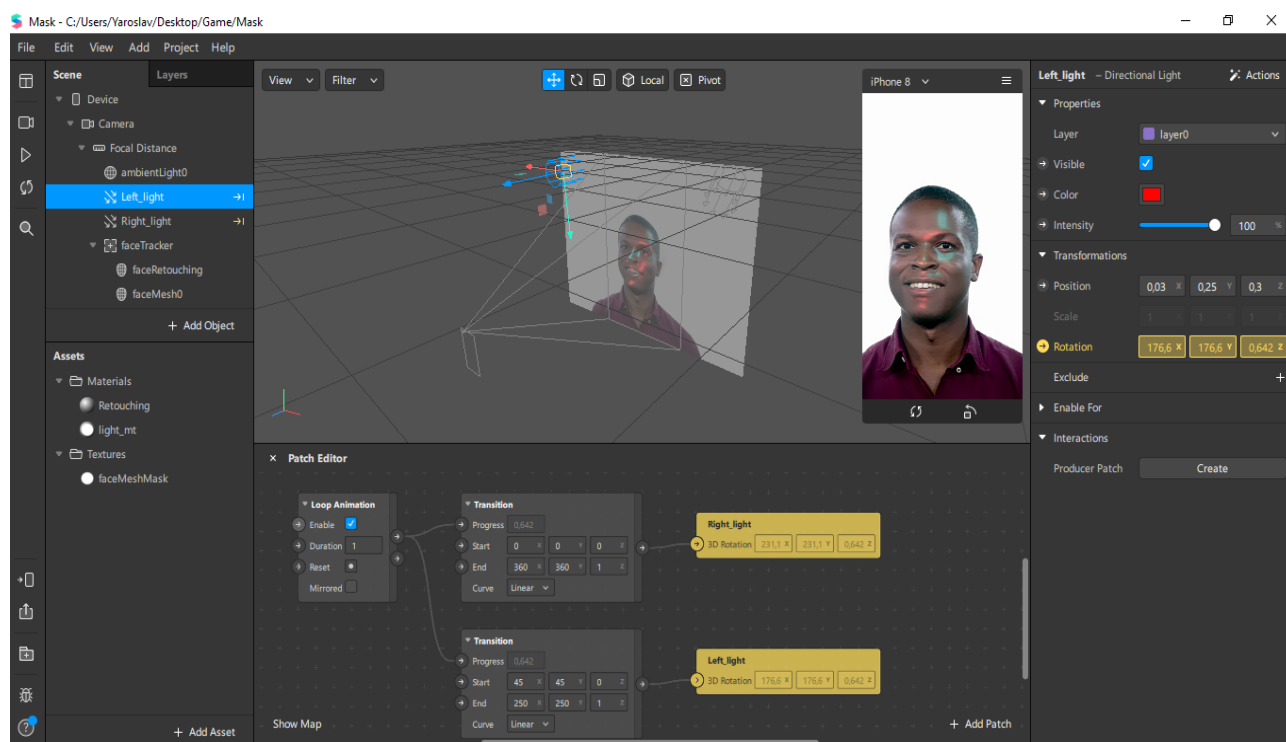 Mask - C:/Users/Yaroslav/Desktop/Game/Mask
File Edit View Add Project Help
Scene Layers
Device
Camera
Focal Distance
ambientLight0
Left_light
Right_light
faceTracker
faceRetouching
faceMesh0
+ Add Object
Assets
Materials
Retouching
light_mt
Textures
faceMeshMask
+ Add Asset
View Filter Local Pivot
iPhone 8
Patch Editor
Loop Animation
Enable
Duration 1
Reset
Mirrored
Transition
Progress 0,642
Start 0 X 0 Y 0 Z
End 360 X 360 Y 1 Z
Curve Linear
Right_light
3D Rotation 231,1 X 231,1 Y 0,642 Z
Transition
Progress 0,642
Start 45 X 45 Y 0 Z
End 250 X 250 Y 1 Z
Curve Linear
Left_light
3D Rotation 176,6 X 176,6 Y 0,642 Z
Show Map
+ Add Patch
Left_light – Directional Light Actions
Properties
Layer layer0
Visible
Color
Intensity 100 %
Transformations
Position 0,03 X 0,25 Y 0,3 Z
Scale 1 X 1 Y 1 Z
Rotation 176,6 X 176,6 Y 0,642 Z
Exclude +
Enable For
Interactions
Producer Patch Create